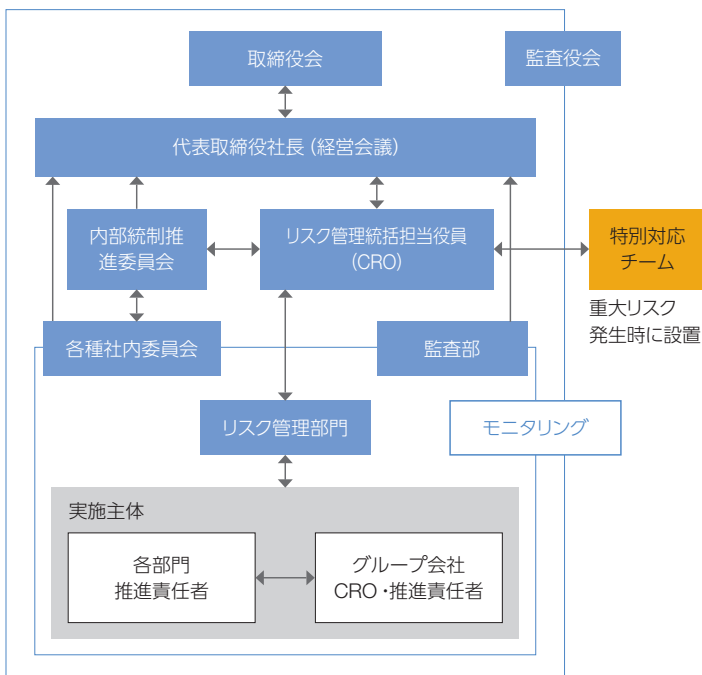 取締役会
監査役会
代表取締役社長（経営会議）
内部統制推
進委員会
リスク管理統括担当役員
（CRO）
特別対応
チーム
重大リスク
発生時に設置
各種社内委員会
監査部
リスク管理部門
モニタリング
実施主体
各部門
推進責任者
グループ会社
CRO・推進責任者